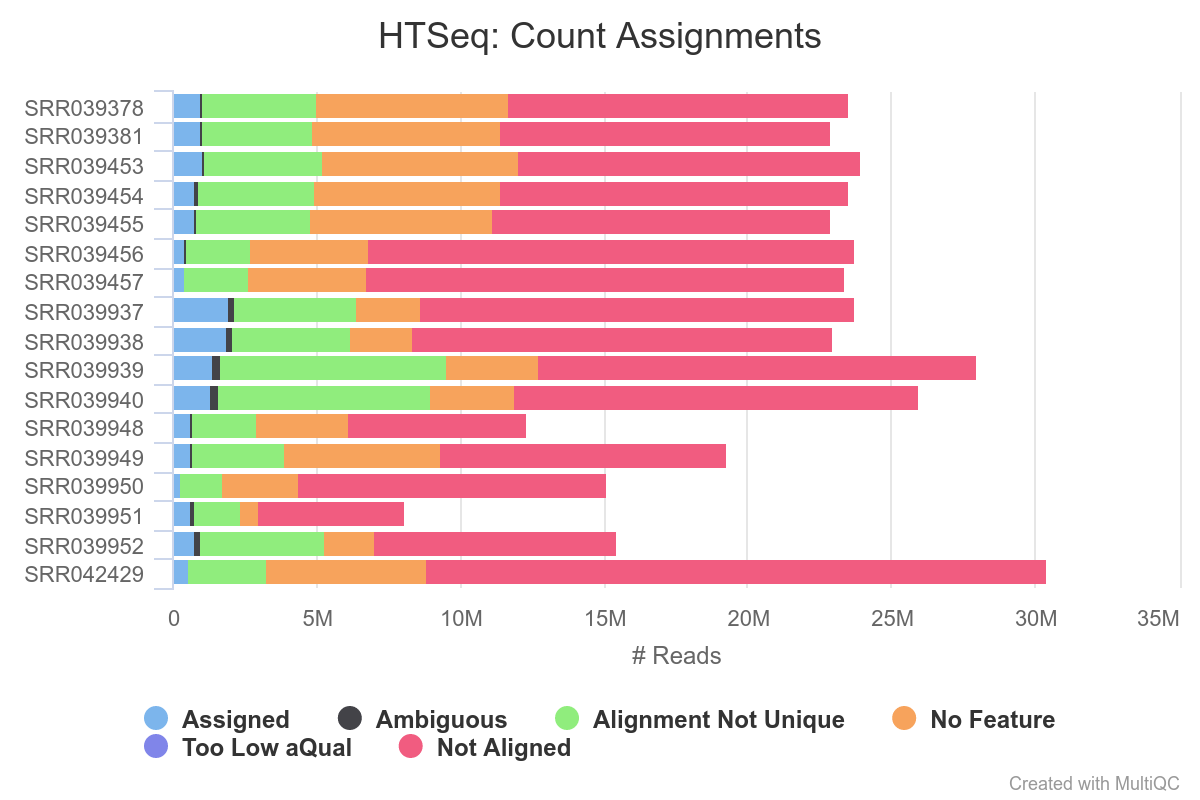 HTSeq: Count Assignments
SRR039378
SRR039381
SRR039453
SRR039454
SRR039455
SRR039456
SRR039457
SRR039937
SRR039938
SRR039939
SRR039940
SRR039948
SRR039949
SRR039950
SRR039951
SRR039952
SRR042429
0 5M 10M 15M 20M 25M 30M 35M
# Reads
Assigned Ambiguous Alignment Not Unique No Feature
Too Low aQual Not Aligned
Created with MultiQC